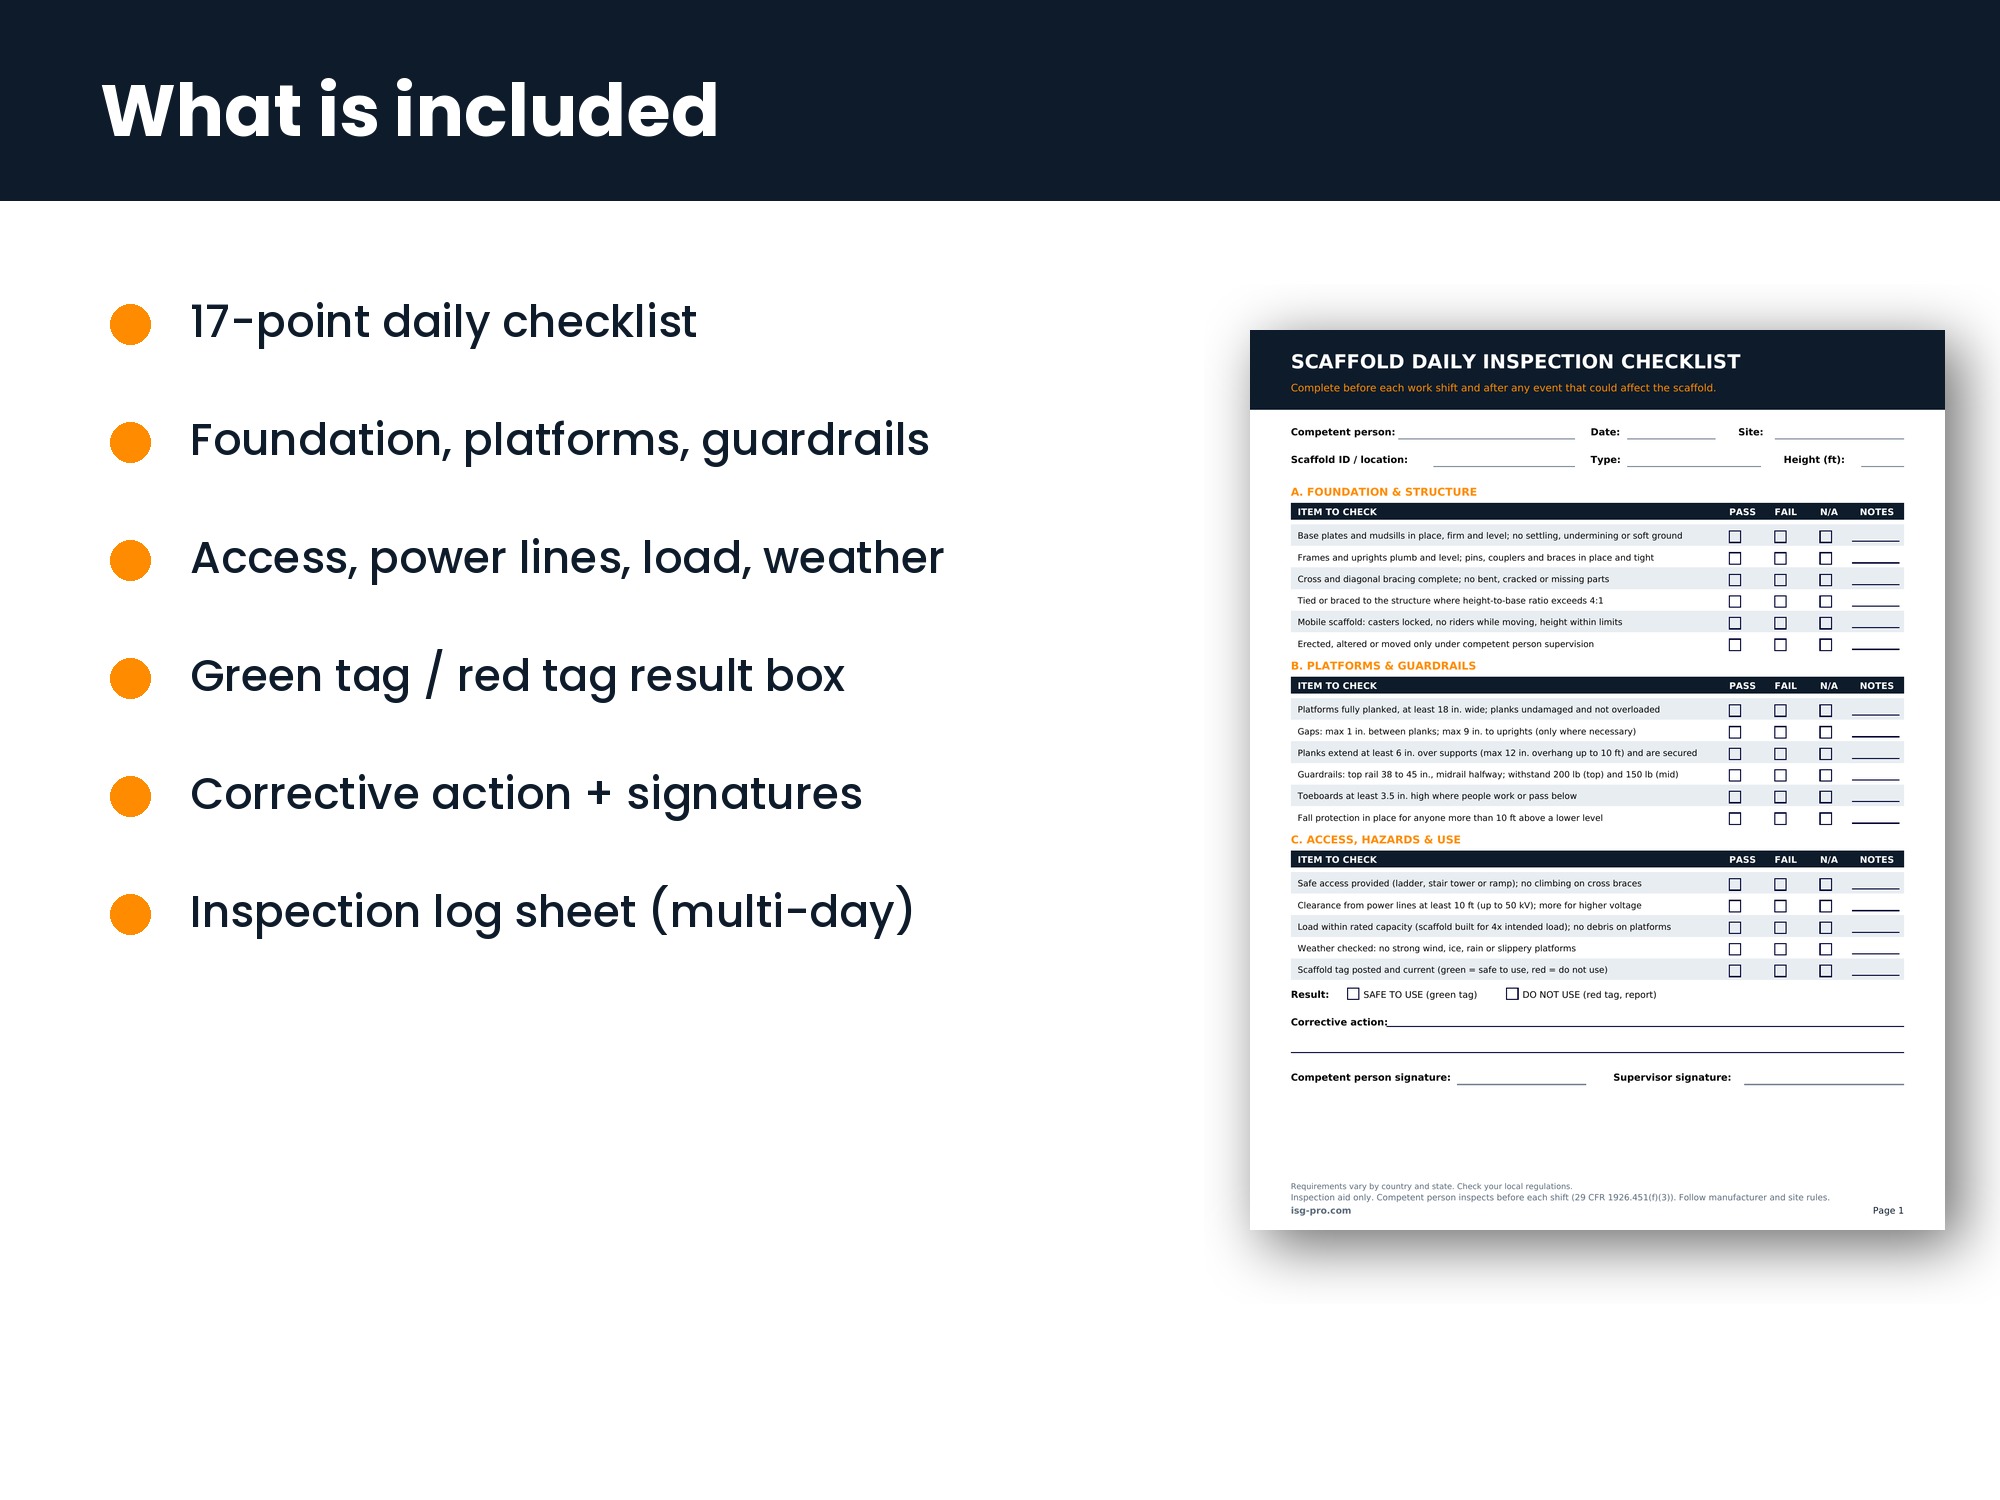 What is included
17-point daily checklist
Foundation, platforms, guardrails
Access, power lines, load, weather
Green tag / red tag result box
Corrective action + signatures
Inspection log sheet (multi-day)
SCAFFOLD DAILY INSPECTION CHECKLIST
Complete before each work shift and after any event that could affect the scaffold.
Competent person: Date: Site:
Scaffold ID / location: Type: Height (ft):
A. FOUNDATION & STRUCTURE
ITEM TO CHECK PASS FAIL N/A NOTES
Base plates and mudsills in place, firm and level; no settling, undermining or soft ground
Frames and uprights plumb and level; pins, couplers and braces in place and tight
Cross and diagonal bracing complete; no bent, cracked or missing parts
Tied or braced to the structure where height-to-base ratio exceeds 4:1
Mobile scaffold: casters locked, no riders while moving, height within limits
Erected, altered or moved only under competent person supervision
B. PLATFORMS & GUARDRAILS
ITEM TO CHECK PASS FAIL N/A NOTES
Platforms fully planked, at least 18 in. wide; planks undamaged and not overloaded
Gaps: max 1 in. between planks; max 9 in. to uprights (only where necessary)
Planks extend at least 6 in. over supports (max 12 in. overhang up to 10 ft) and are secured
Guardrails: top rail 38 to 45 in., midrail halfway; withstand 200 lb (top) and 150 lb (mid)
Toeboards at least 3.5 in. high where people work or pass below
Fall protection in place for anyone more than 10 ft above a lower level
C. ACCESS, HAZARDS & USE
ITEM TO CHECK PASS FAIL N/A NOTES
Safe access provided (ladder, stair tower or ramp); no climbing on cross braces
Clearance from power lines at least 10 ft (up to 50 kV); more for higher voltage
Load within rated capacity (scaffold built for 4x intended load); no debris on platforms
Weather checked: no strong wind, ice, rain or slippery platforms
Scaffold tag posted and current (green = safe to use, red = do not use)
Result: SAFE TO USE (green tag) DO NOT USE (red tag, report)
Corrective action:
Competent person signature: Supervisor signature:
Requirements vary by country and state. Check your local regulations.
Inspection aid only. Competent person inspects before each shift (29 CFR 1926.451(f)(3)). Follow manufacturer and site rules.
isg-pro.com Page 1